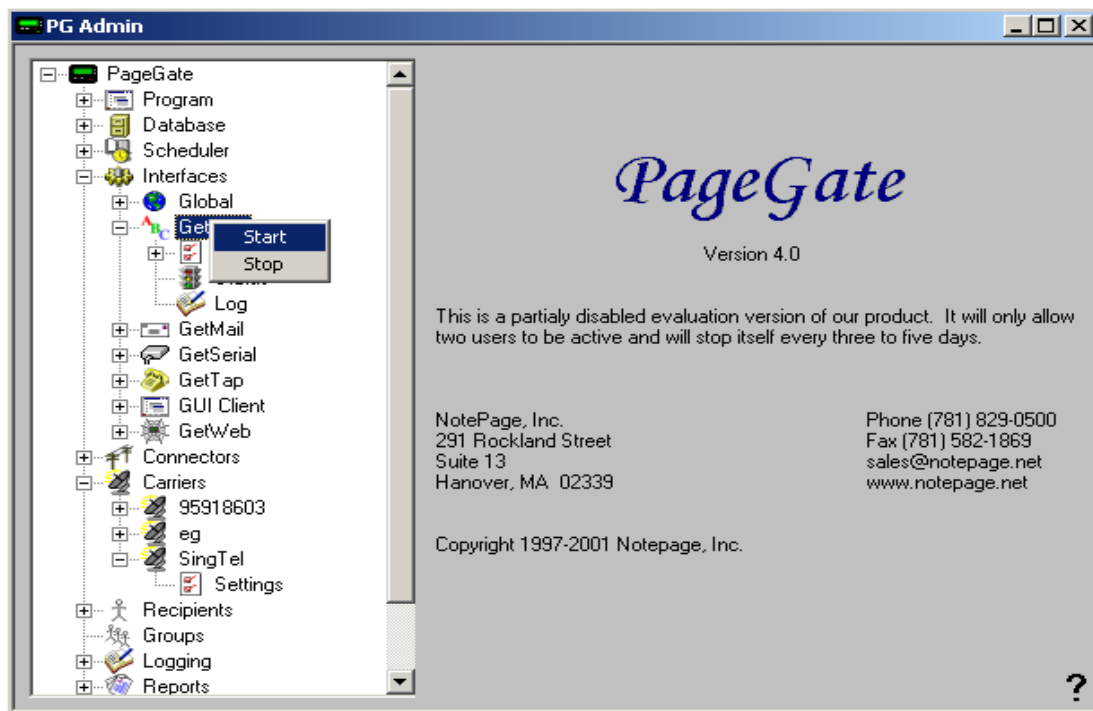 PG Admin
PageGate
Program
Database
Scheduler
Interfaces
Global
Start
Stop
Log
GetMail
GetSerial
GetTap
GUI Client
GetWeb
Connectors
Carriers
95918603
eg
SingTel
Settings
Recipients
Groups
Logging
Reports
PageGate
Version 4.0
This is a partialy disabled evaluation version of our product. It will only allow
two users to be active and will stop itself every three to five days.
NotePage, Inc.
291 Rockland Street
Suite 13
Hanover, MA 02339
Phone (781) 829-0500
Fax (781) 582-1869
sales@notepage.net
www.notepage.net
Copyright 1997-2001 Notepage, Inc.
?